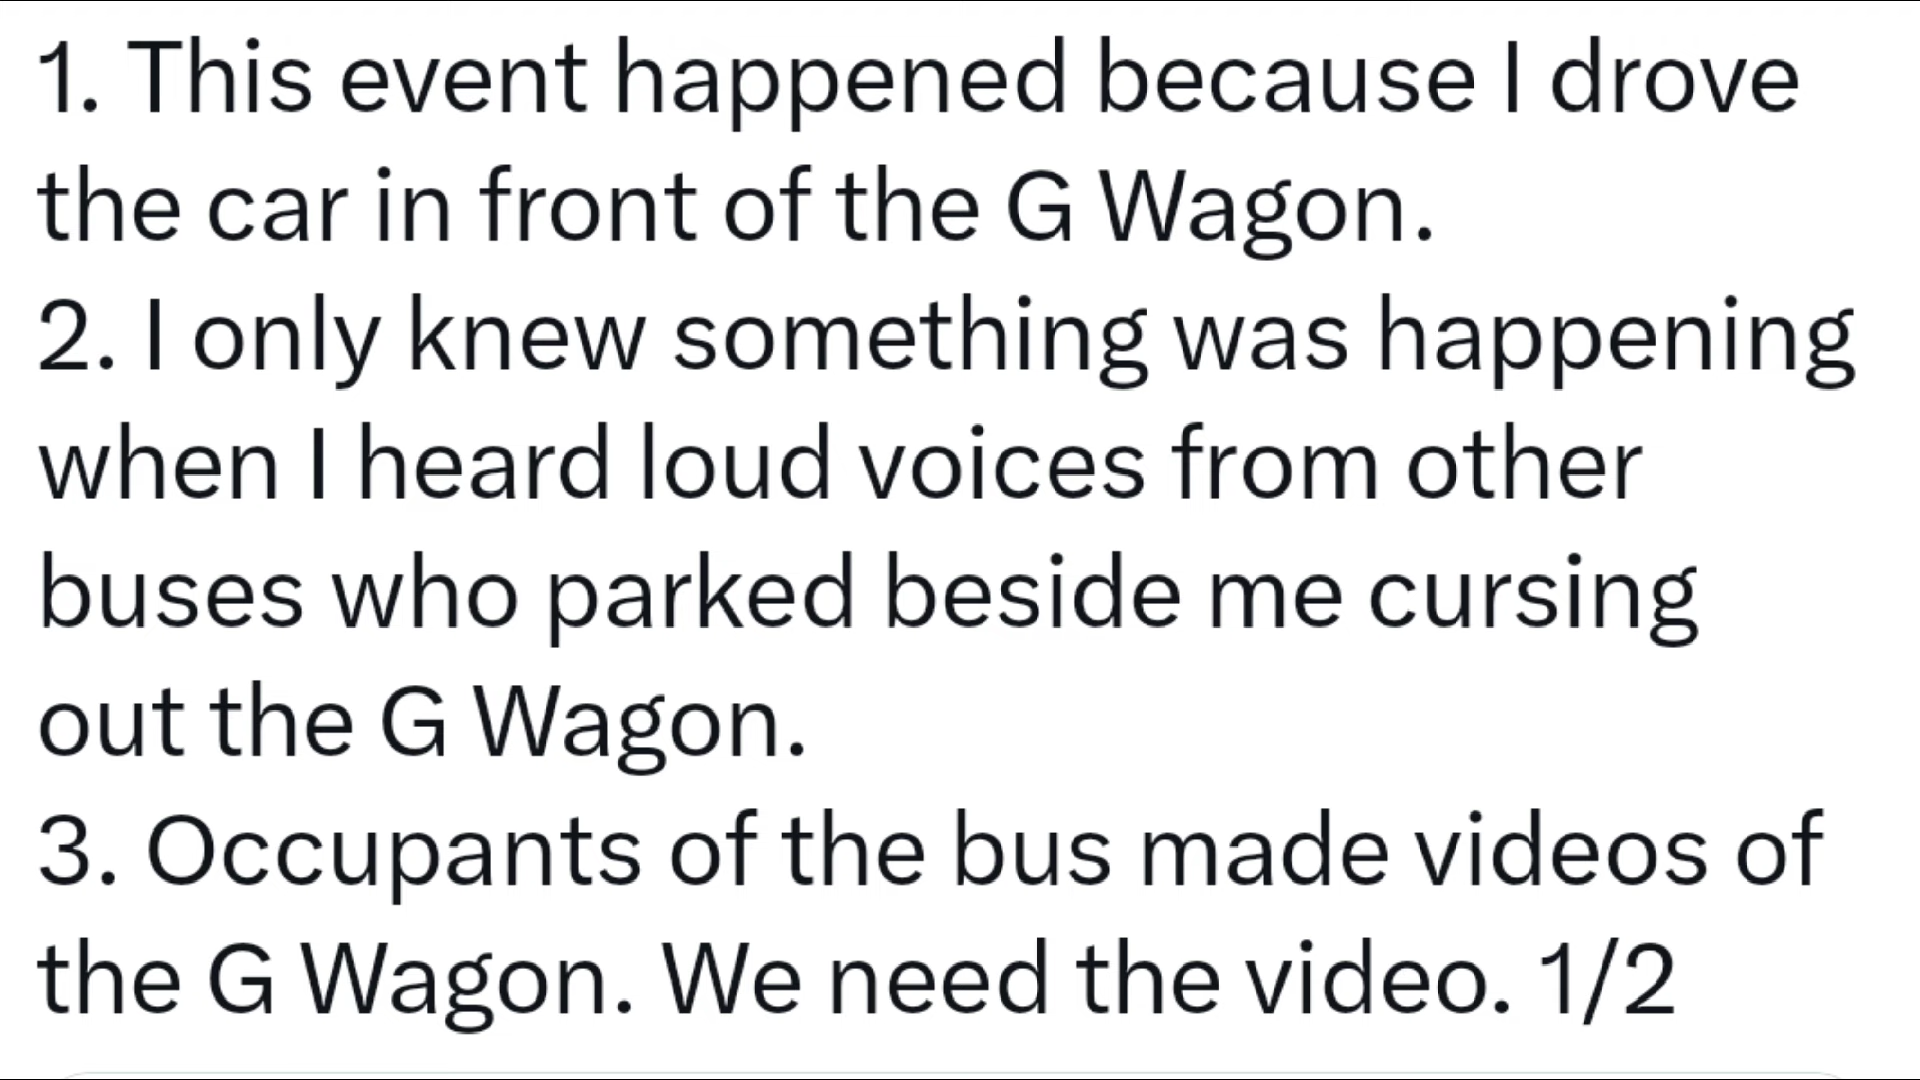 1. This event happened because I drove
the car in front of the G Wagon.
2. I only knew something was happening
when I heard loud voices from other
buses who parked beside me cursing
out the G Wagon.
3. Occupants of the bus made videos of
the G Wagon. We need the video. 1/2